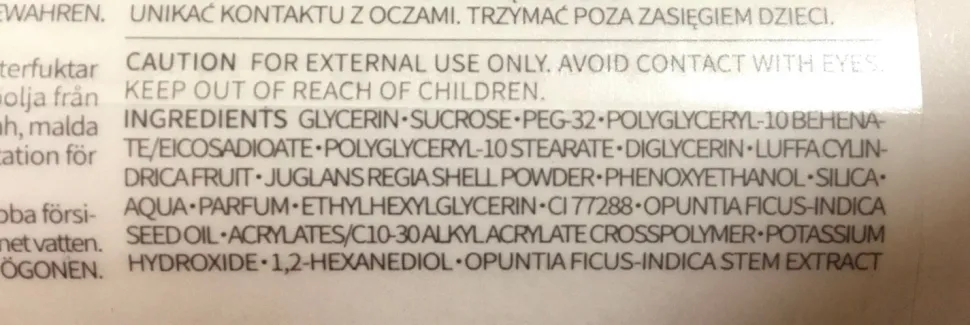 EWAHREN.
terfuktar
olja från
ah, malda
tation för
oba försi-
met vatten.
ÖGONEN.
UNIKAĆ KONTAKTU Z OCZAMI. TRZYMAĆ POZA ZASIĘGIEM DZIECI.
CAUTION FOR EXTERNAL USE ONLY. AVOID CONTACT WITH EYES.
KEEP OUT OF REACH OF CHILDREN.
INGREDIENTS GLYCERIN•SUCROSE•PEG-32•POLYGLYCERYL-10 BEHENA-
TE/EICOSADIOATE•POLYGLYCERYL-10 STEARATE•DIGLYCERIN•LUFFA CYLIN-
DRICA FRUIT•JUGLANS REGIA SHELL POWDER•PHENOXYETHANOL•SILICA•
AQUA•PARFUM•ETHYLHEXYLGLYCERIN•CI 77288•OPUNTIA FICUS-INDICA
SEED OIL•ACRYLATES/C10-30 ALKYL ACRYLATE CROSSPOLYMER•POTASSIUM
HYDROXIDE•1,2-HEXANEDIOL•OPUNTIA FICUS-INDICA STEM EXTRACT